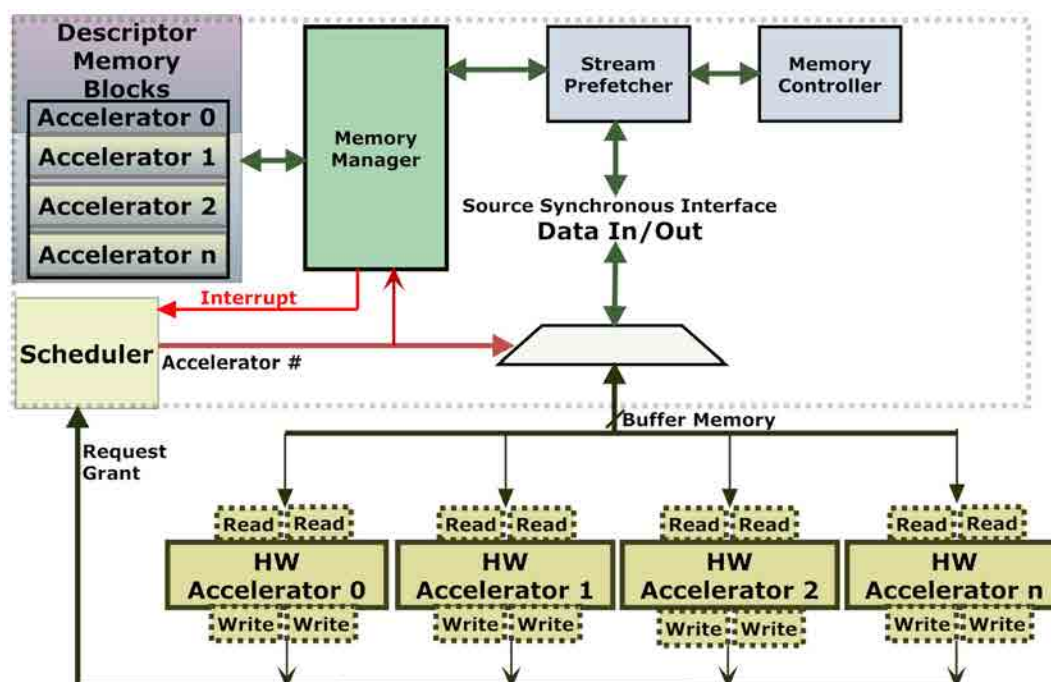 Descriptor
Memory
Blocks
Accelerator 0
Accelerator 1
Accelerator 2
Accelerator n
Memory
Manager
Stream
Prefetcher
Memory
Controller
Source Synchronous Interface
Data In/Out
Interrupt
Scheduler
Accelerator #
Buffer Memory
Request
Grant
Read Read
HW
Accelerator 0
Write Write
Read Read
HW
Accelerator 1
Write Write
Read Read
HW
Accelerator 2
Write Write
Read Read
HW
Accelerator n
Write Write